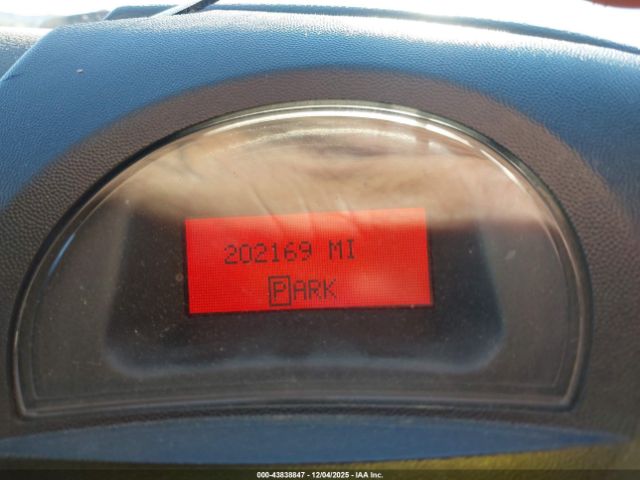 202169 MI
PARK
000-43838847 • 12/04/2025 • IAA Inc.